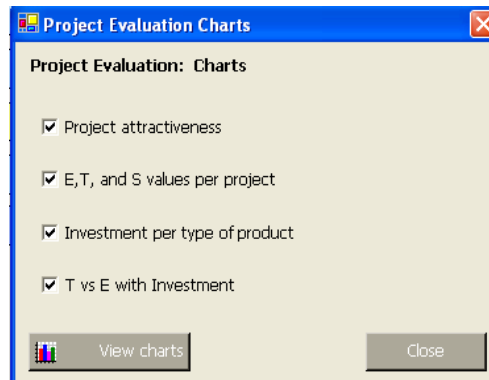 Project Evaluation Charts
Project Evaluation: Charts
Project attractiveness
E,T, and S values per project
Investment per type of product
T vs E with Investment
View charts
Close